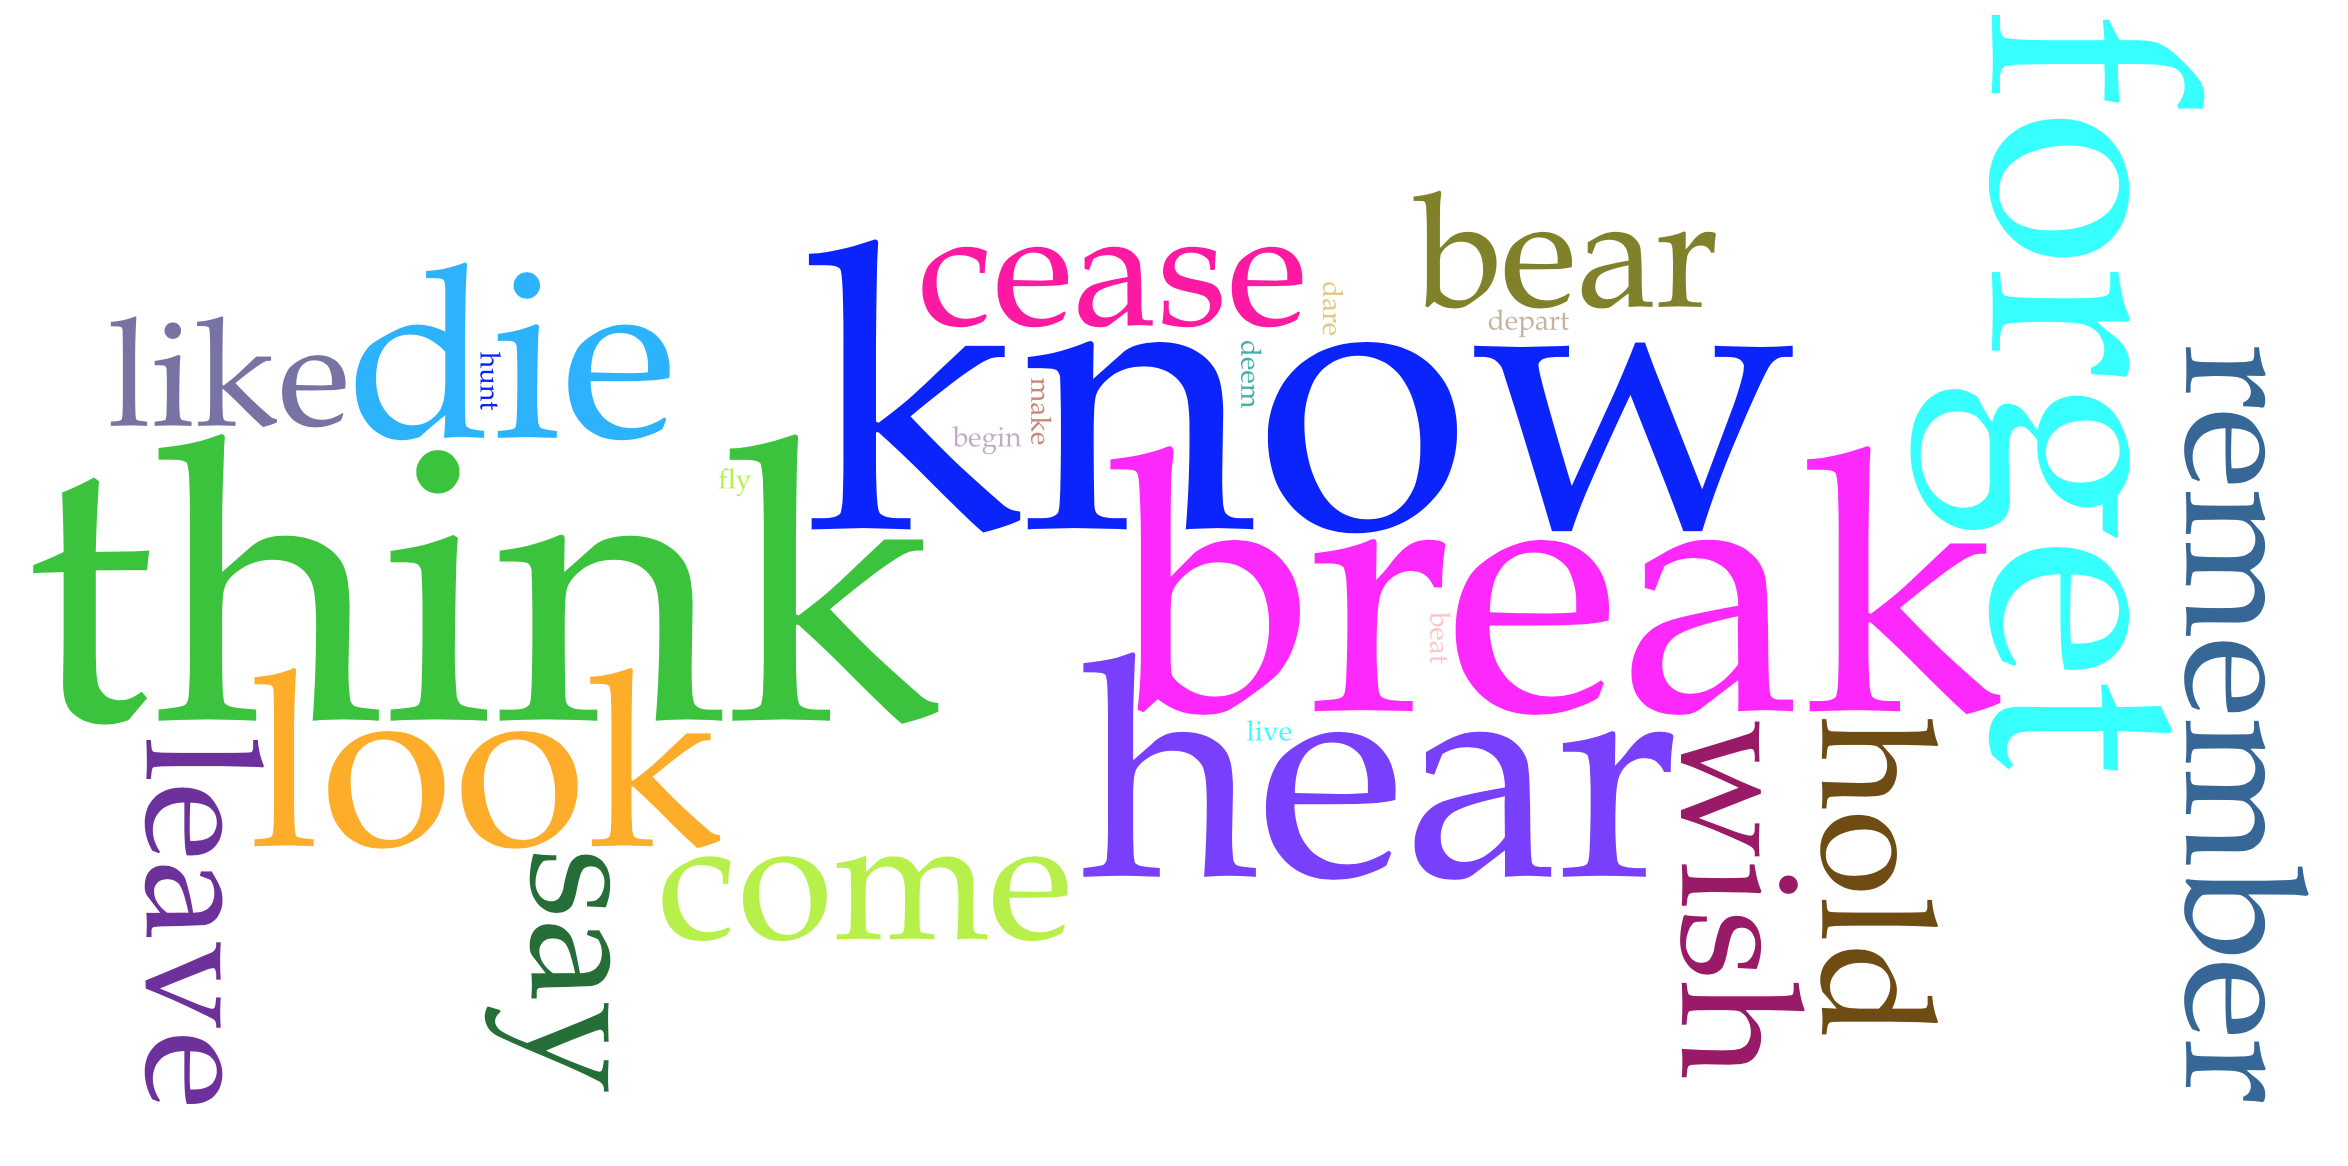 forget
cease
bear
dare
depart
know
die
like
hunt
deem
make
begin
remember
think
fly
break
beat
look
hear
live
leave
wish
hold
say
come